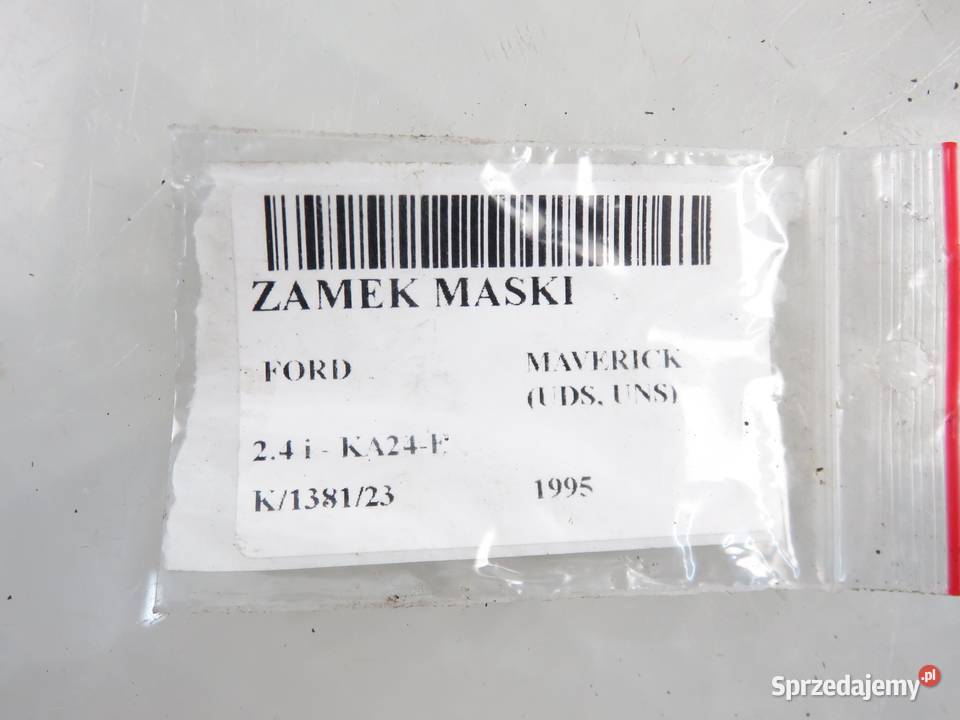 ZAMEK MASKI
FORD MAVERICK
(UDS, UNS)
2.4 i - KA24-E
K/1381/23 1995
Sprzedajemy.pl